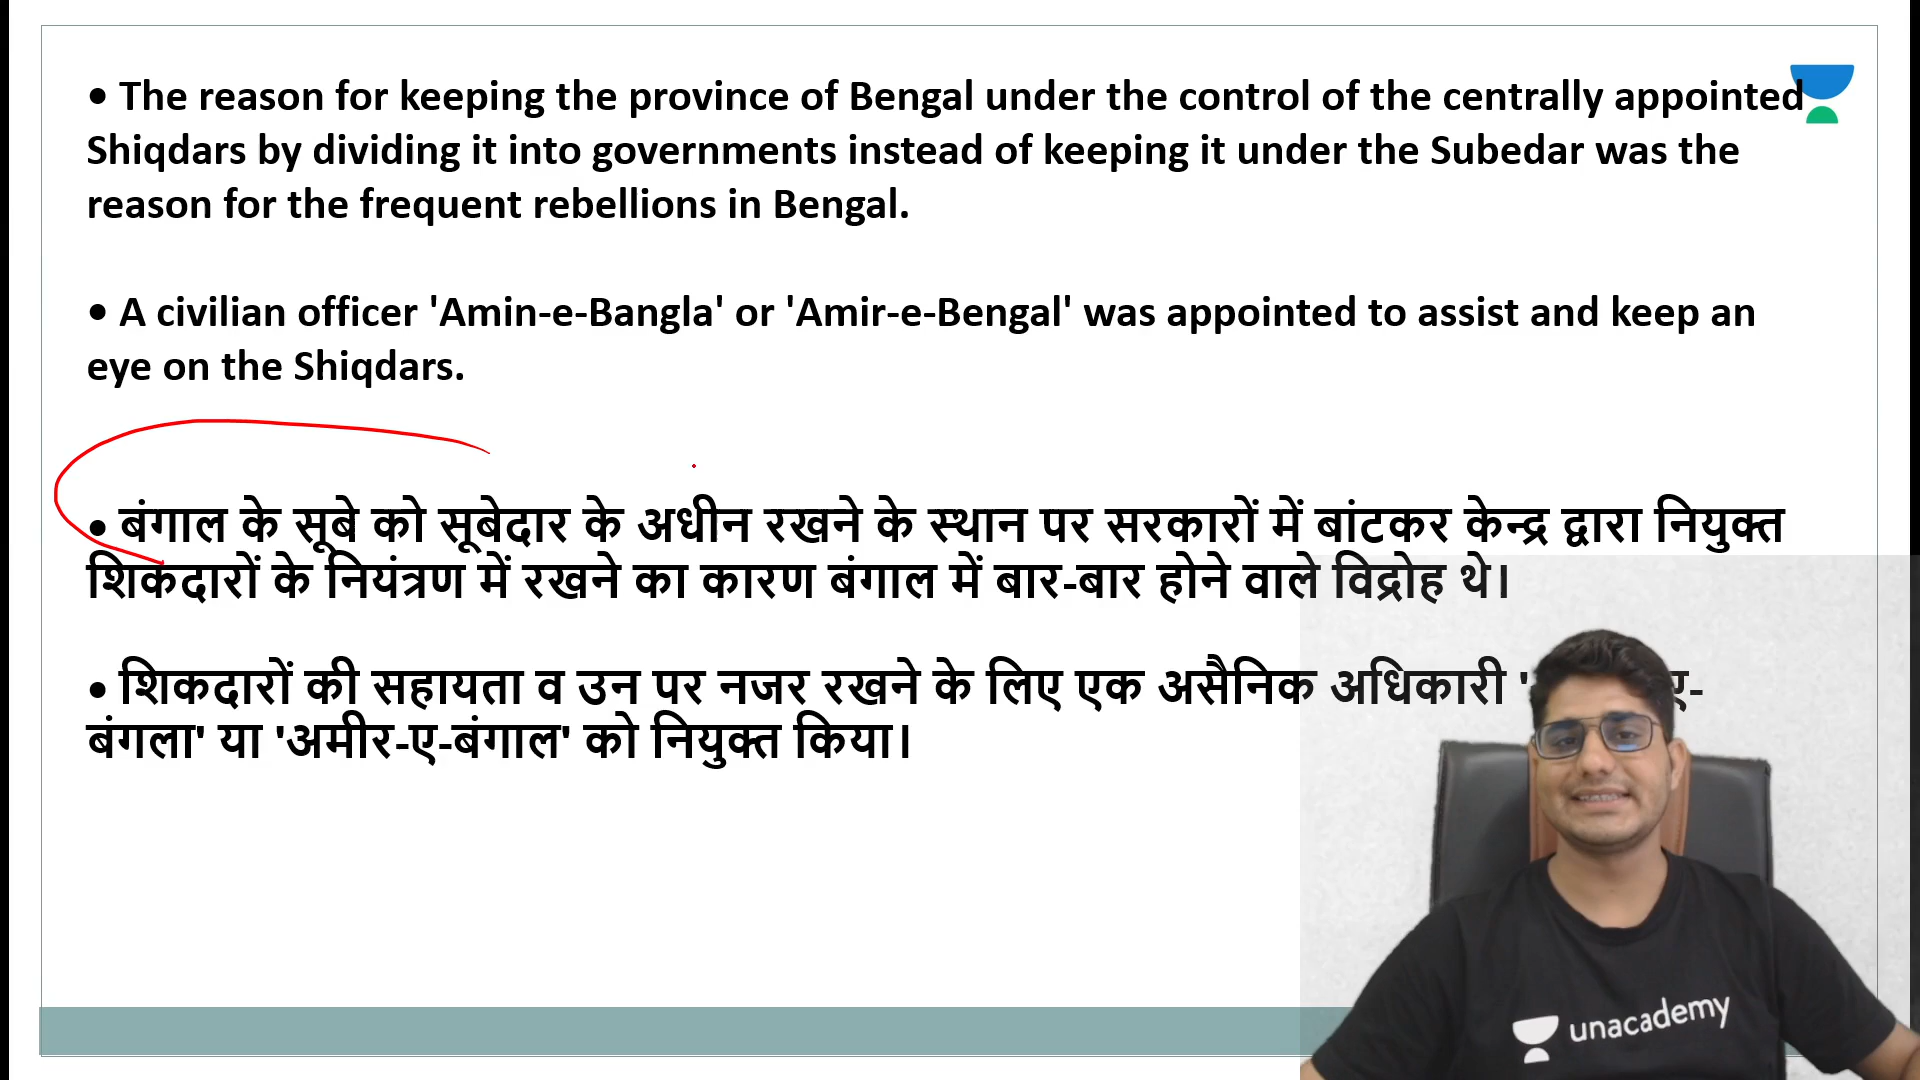 • The reason for keeping the province of Bengal under the control of the centrally appointed
Shiqdars by dividing it into governments instead of keeping it under the Subedar was the
reason for the frequent rebellions in Bengal.
• A civilian officer 'Amin-e-Bangla' or 'Amir-e-Bengal' was appointed to assist and keep an
eye on the Shiqdars.
• बंगाल के सूबे को सूबेदार के अधीन रखने के स्थान पर सरकारों में बांटकर केन्द्र द्वारा नियुक्त
शिकदारों के नियंत्रण में रखने का कारण बंगाल में बार-बार होने वाले विद्रोह थे।
• शिकदारों की सहायता व उन पर नजर रखने के लिए एक असैनिक अधिकारी ' ए-
बंगला' या 'अमीर-ए-बंगाल' को नियुक्त किया।
unacademy